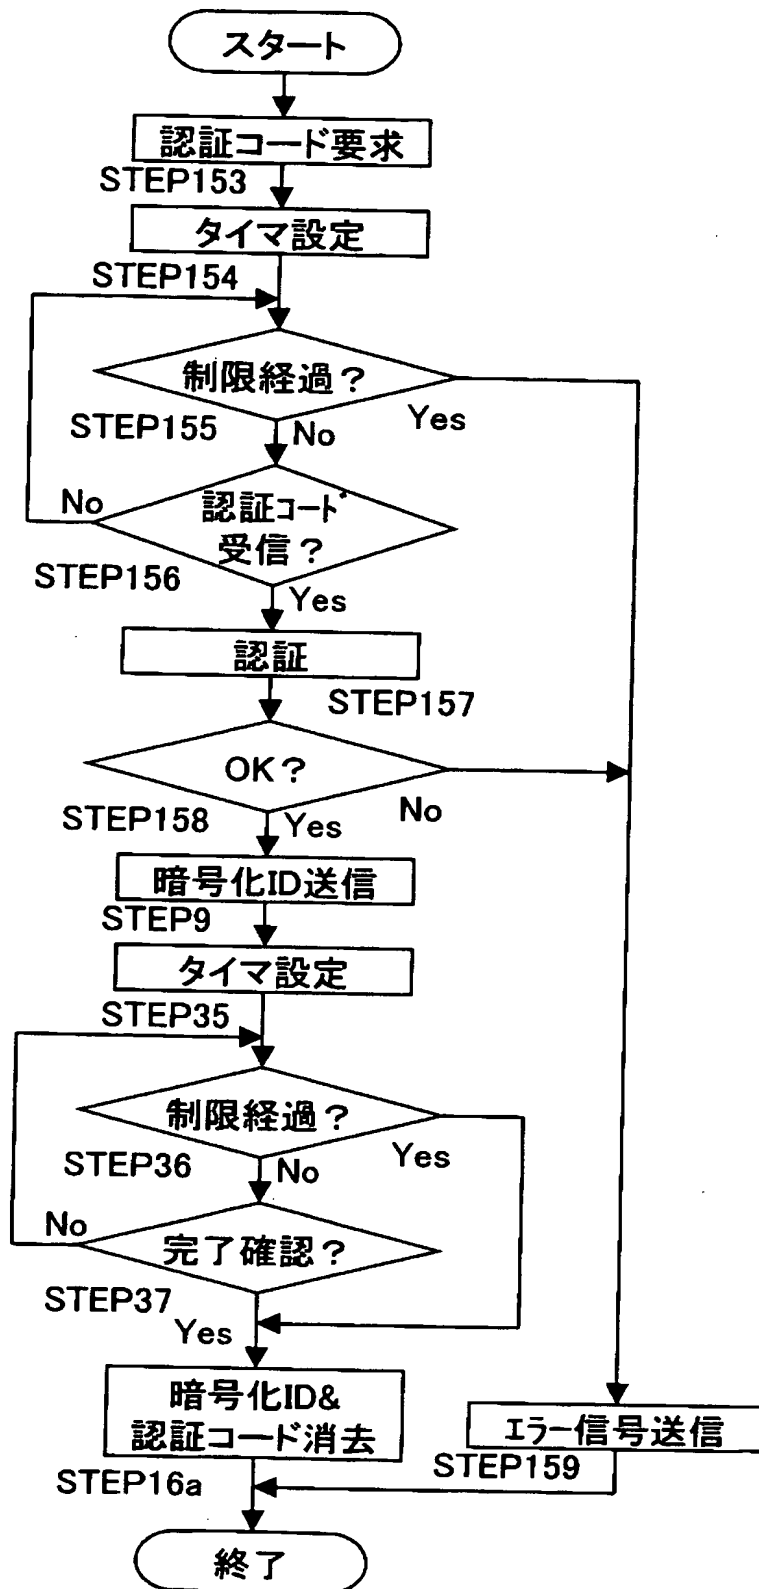 スタート
認証コード要求
STEP153
タイマ設定
STEP154
制限経過？
STEP155
No
Yes
認証コード
受信？
No
STEP156
Yes
認証
STEP157
OK？
STEP158
Yes
No
暗号化ID送信
STEP9
タイマ設定
STEP35
制限経過？
STEP36
No
Yes
完了確認？
No
STEP37
Yes
暗号化ID&
認証コード消去
STEP16a
エラー信号送信
STEP159
終了